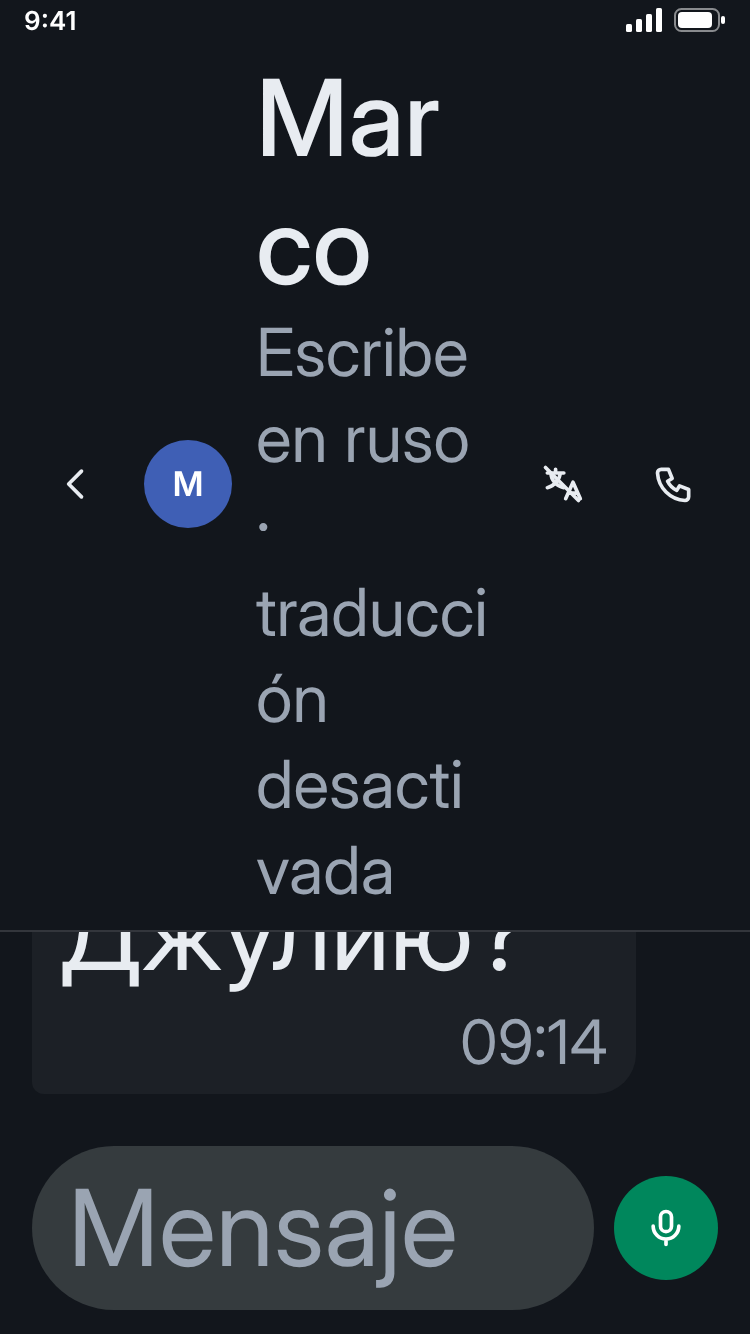 9:41
Mar
co
Escribe
en ruso
·
traducci
ón
desacti
vada
M
Джулию?
09:14
Mensaje